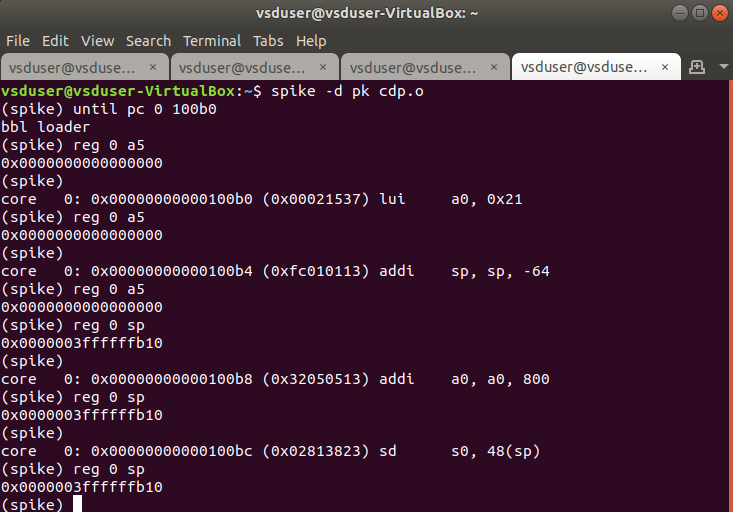 vsduser@vsduser-VirtualBox: ~
File Edit View Search Terminal Tabs Help
vsduser@vsduse... × vsduser@vsduse... × vsduser@vsduse... × vsduser@vsduse... ×
vsduser@vsduser-VirtualBox:~$ spike -d pk cdp.o
(spike) until pc 0 100b0
bbl loader
(spike) reg 0 a5
0x0000000000000000
(spike)
core   0: 0x00000000000100b0 (0x00021537) lui     a0, 0x21
(spike) reg 0 a5
0x0000000000000000
(spike)
core   0: 0x00000000000100b4 (0xfc010113) addi    sp, sp, -64
(spike) reg 0 a5
0x0000000000000000
(spike) reg 0 sp
0x0000003ffffffb10
(spike)
core   0: 0x00000000000100b8 (0x32050513) addi    a0, a0, 800
(spike) reg 0 sp
0x0000003ffffffb10
(spike)
core   0: 0x00000000000100bc (0x02813823) sd      s0, 48(sp)
(spike) reg 0 sp
0x0000003ffffffb10
(spike)